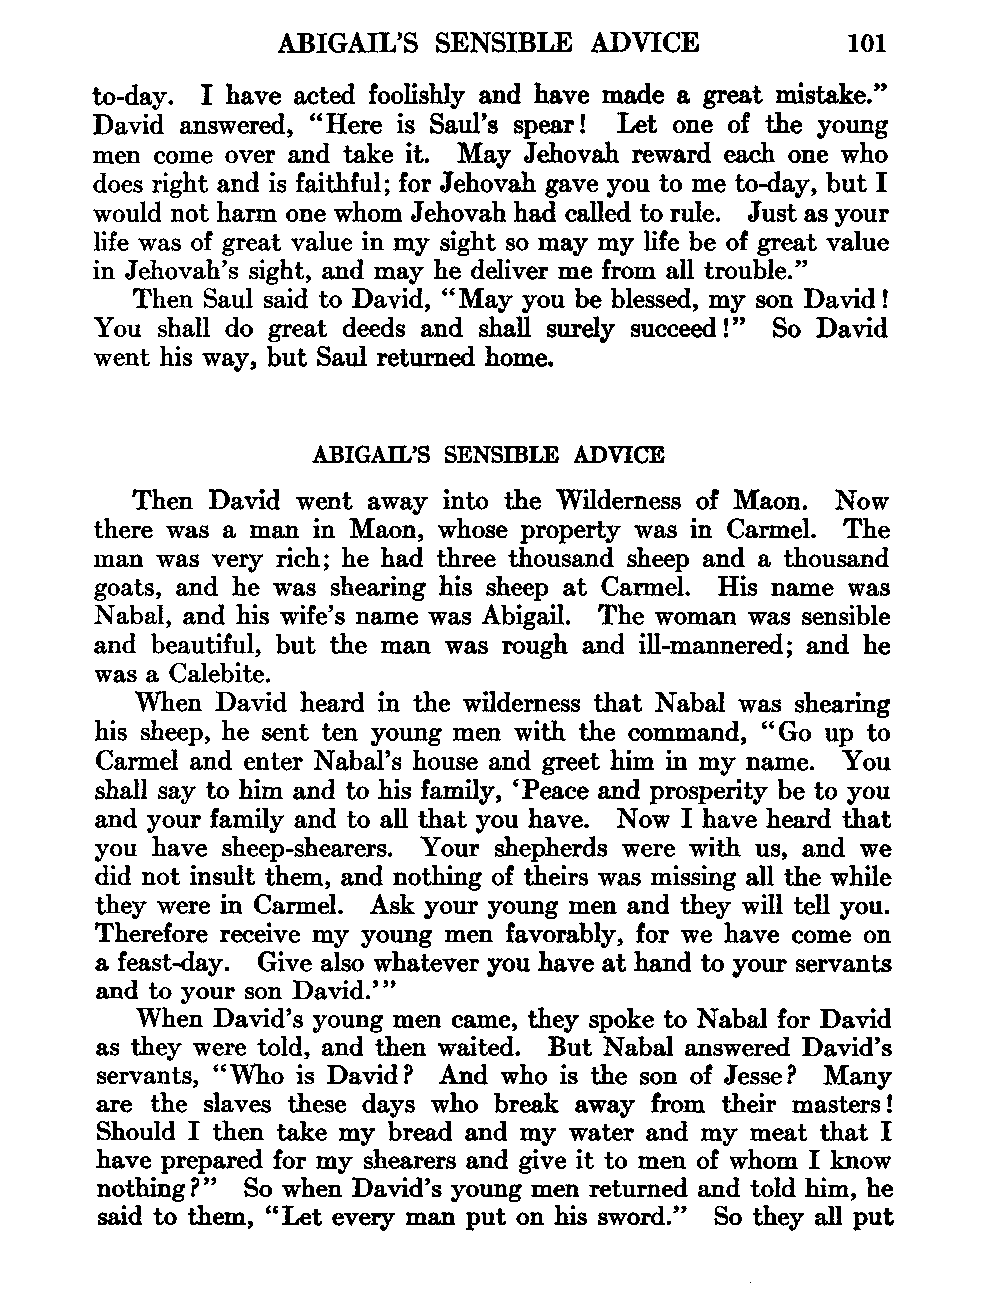 ABIGAIL'S SENSIBLE ADVICE 101
to-day. I have acted foolishly and have made a great mistake.”
David answered, “Here is Saul's spear! Let one of the young
men come over and take it. May Jehovah reward each one who
does right and is faithful; for Jehovah gave you to me to-day, but I
would not harm one whom Jehovah had called to rule. Just as your
life was of great value in my sight so may my life be of great value
in Jehovah's sight, and may he deliver me from all trouble.”
Then Saul said to David, “May you be blessed, my son David!
You shall do great deeds and shall surely succeed!” So David
went his way, but Saul returned home.
ABIGAIL'S SENSIBLE ADVICE
Then David went away into the Wilderness of Maon. Now
there was a man in Maon, whose property was in Carmel. The
man was very rich; he had three thousand sheep and a thousand
goats, and he was shearing his sheep at Carmel. His name was
Nabal, and his wife's name was Abigail. The woman was sensible
and beautiful, but the man was rough and ill-mannered; and he
was a Calebite.
When David heard in the wilderness that Nabal was shearing
his sheep, he sent ten young men with the command, “Go up to
Carmel and enter Nabal's house and greet him in my name. You
shall say to him and to his family, ‘Peace and prosperity be to you
and your family and to all that you have. Now I have heard that
you have sheep-shearers. Your shepherds were with us, and we
did not insult them, and nothing of theirs was missing all the while
they were in Carmel. Ask your young men and they will tell you.
Therefore receive my young men favorably, for we have come on
a feast-day. Give also whatever you have at hand to your servants
and to your son David.’”
When David's young men came, they spoke to Nabal for David
as they were told, and then waited. But Nabal answered David's
servants, “Who is David? And who is the son of Jesse? Many
are the slaves these days who break away from their masters!
Should I then take my bread and my water and my meat that I
have prepared for my shearers and give it to men of whom I know
nothing?” So when David's young men returned and told him, he
said to them, “Let every man put on his sword.” So they all put